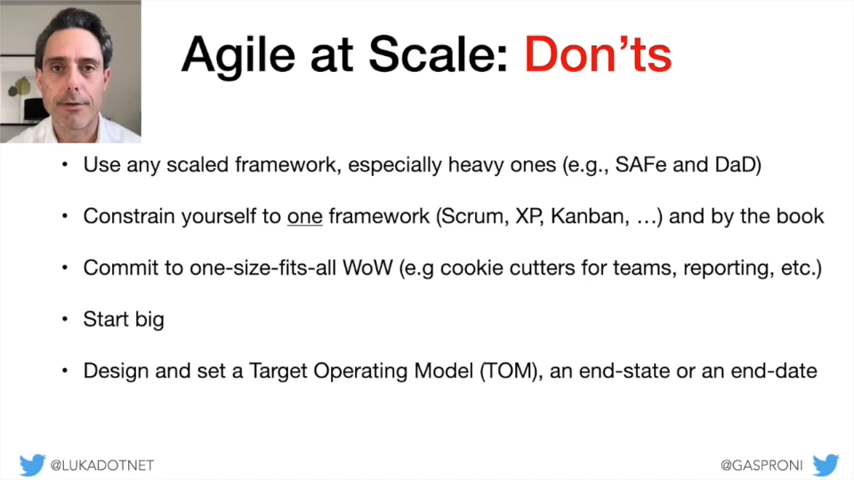 Agile at Scale: Don'ts
• Use any scaled framework, especially heavy ones (e.g., SAFe and DaD)
• Constrain yourself to one framework (Scrum, XP, Kanban, …) and by the book
• Commit to one-size-fits-all WoW (e.g cookie cutters for teams, reporting, etc.)
• Start big
• Design and set a Target Operating Model (TOM), an end-state or an end-date
@LUKADOTNET
@GASPRONI